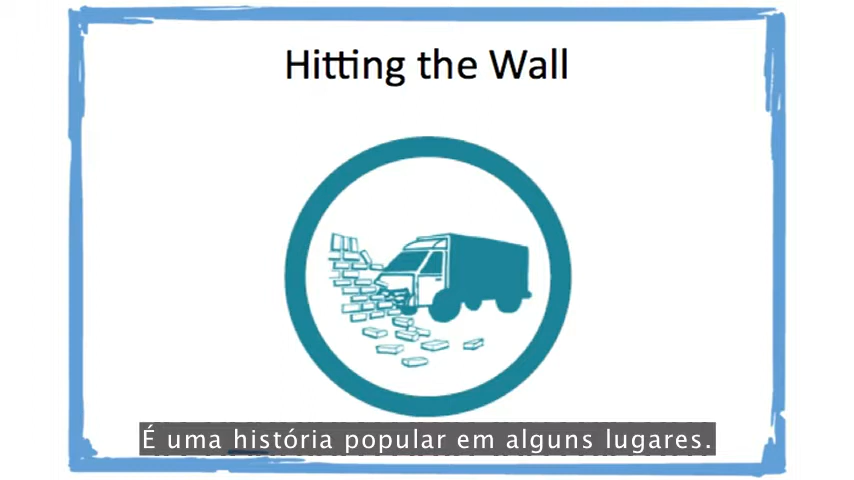 Hitting the Wall
É uma história popular em alguns lugares.